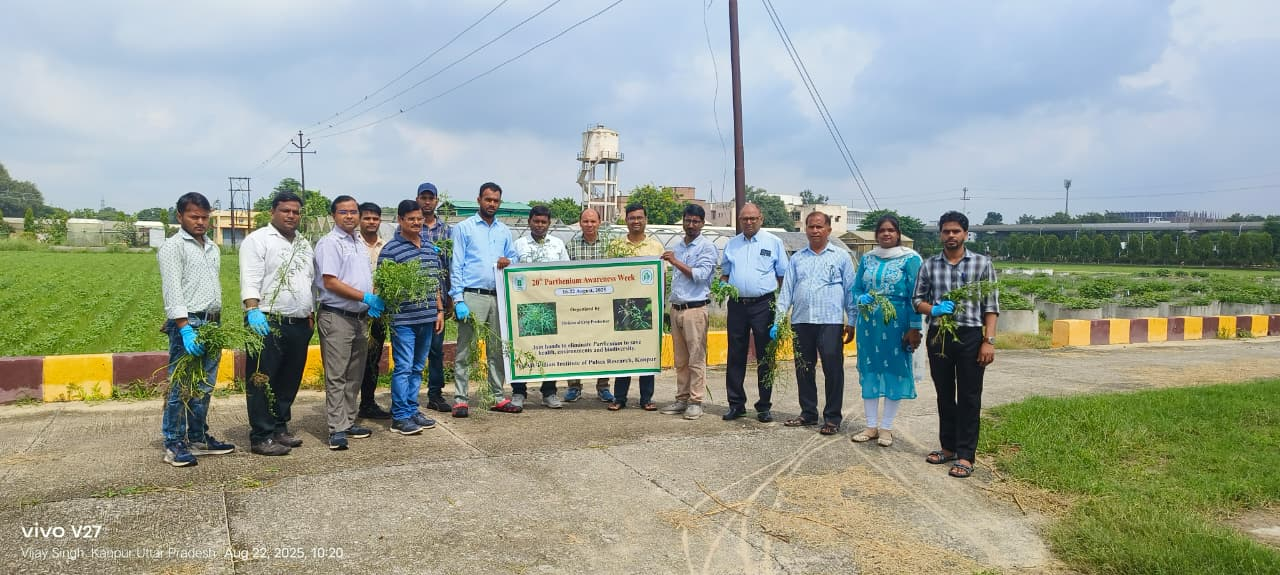 20th Parthenium Awareness Week
16-22 August, 2025
Organized by
Division of Crop Production
Join hands to eliminate Parthenium to save
health, environments and biodiversity
Indian Institute of Pulses Research, Kanpur
vivo V27
Vijay Singh, Kanpur Uttar Pradesh Aug 22, 2025, 10:20